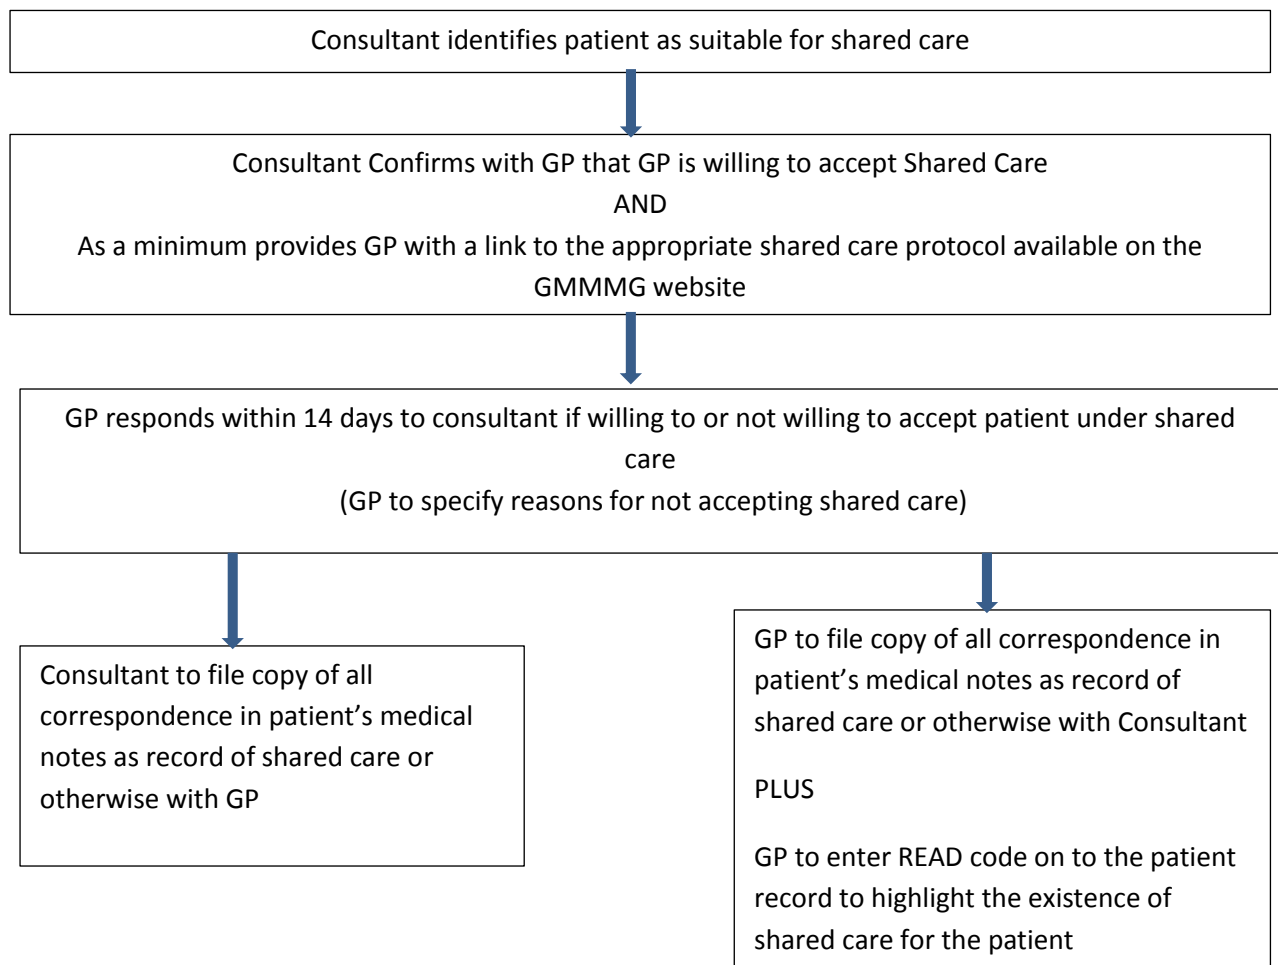 Consultant identifies patient as suitable for shared care
Consultant Confirms with GP that GP is willing to accept Shared Care
AND
As a minimum provides GP with a link to the appropriate shared care protocol available on the
GMMMG website
GP responds within 14 days to consultant if willing to or not willing to accept patient under shared
care
(GP to specify reasons for not accepting shared care)
Consultant to file copy of all
correspondence in patient’s medical
notes as record of shared care or
otherwise with GP
GP to file copy of all correspondence in
patient’s medical notes as record of
shared care or otherwise with Consultant
PLUS
GP to enter READ code on to the patient
record to highlight the existence of
shared care for the patient